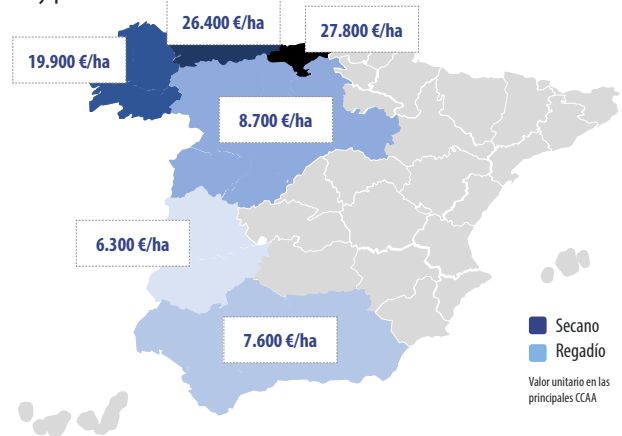 26.400 €/ha
27.800 €/ha
19.900 €/ha
8.700 €/ha
6.300 €/ha
7.600 €/ha
Secano
Regadío
Valor unitario en las
principales CCAA